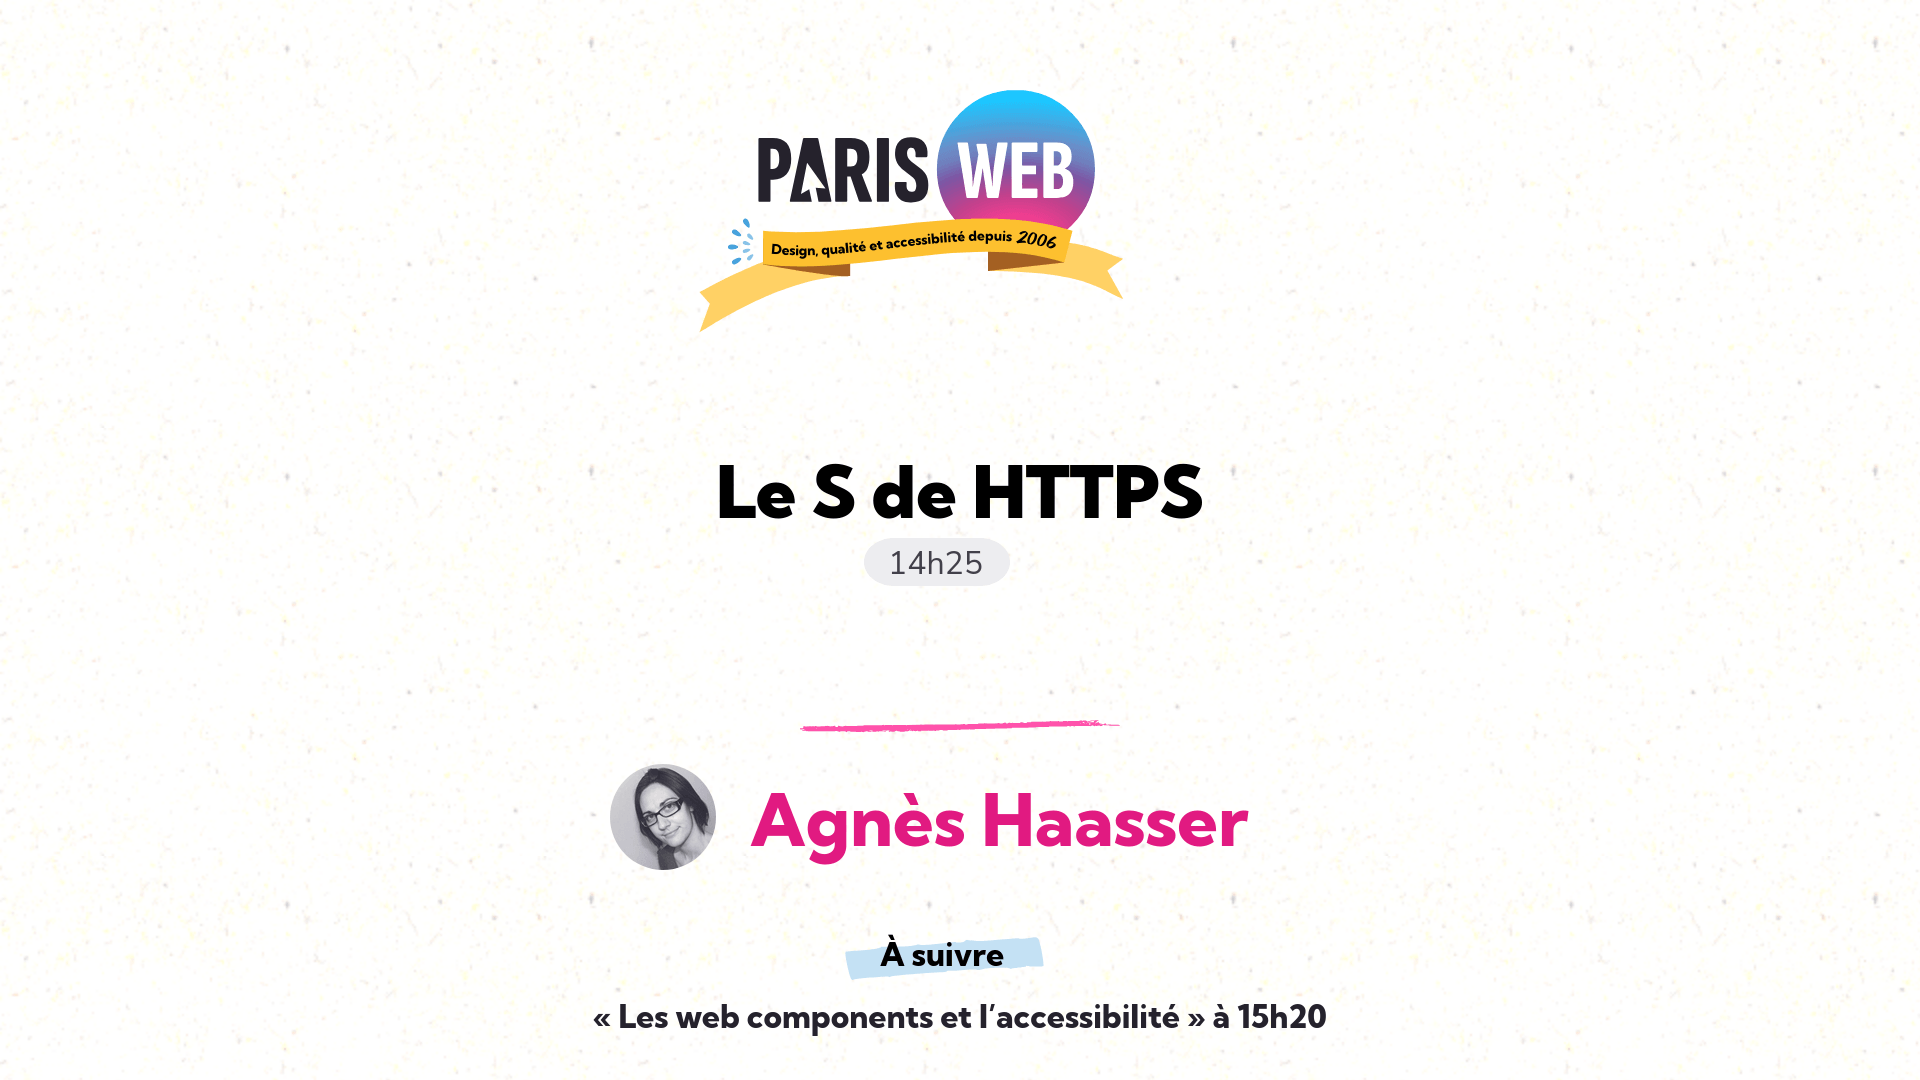 PARIS WEB
Design, qualité et accessibilité depuis 2006
Le S de HTTPS
14h25
Agnès Haasser
À suivre
« Les web components et l’accessibilité » à 15h20